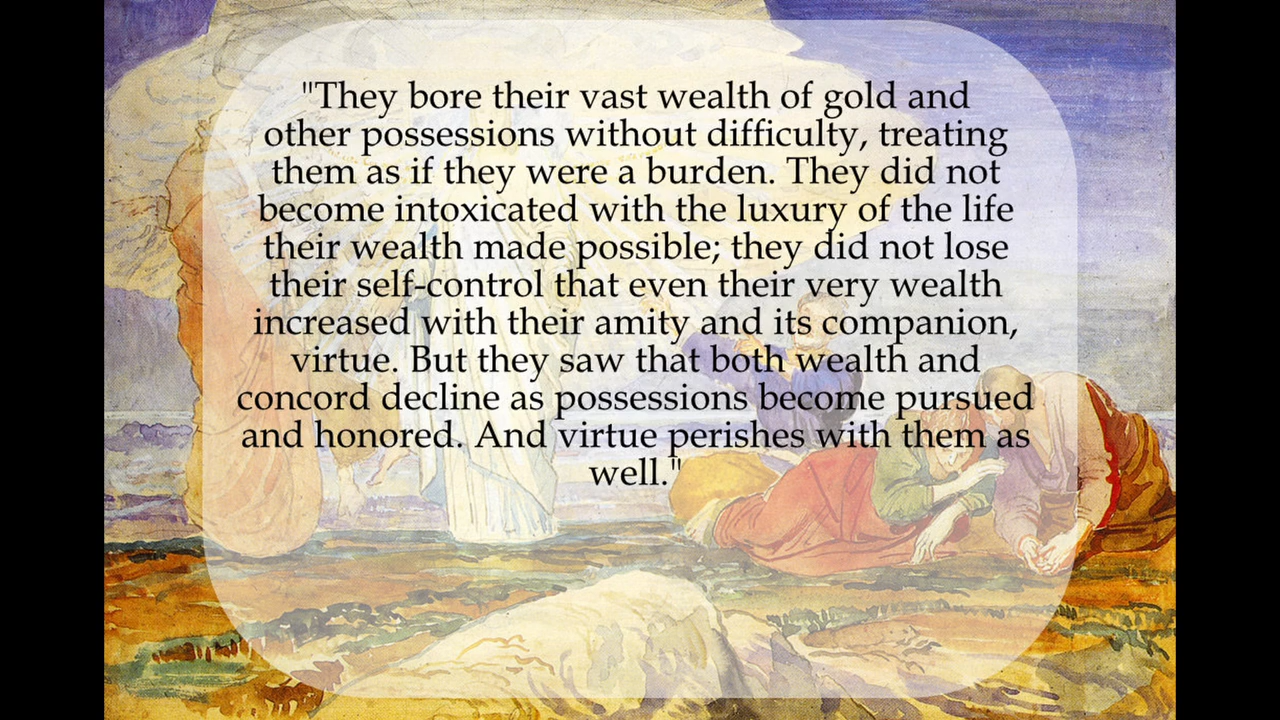 "They bore their vast wealth of gold and
other possessions without difficulty, treating
them as if they were a burden. They did not
become intoxicated with the luxury of the life
their wealth made possible; they did not lose
their self-control that even their very wealth
increased with their amity and its companion,
virtue. But they saw that both wealth and
concord decline as possessions become pursued
and honored. And virtue perishes with them as
well."